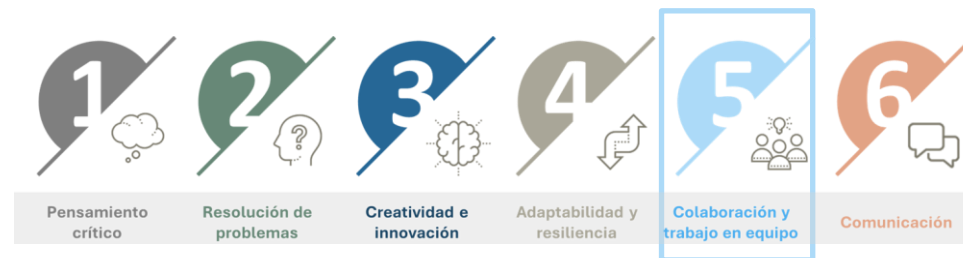 1
2
3
4
5
6
Pensamiento
crítico
Resolución de
problemas
Creatividad e
innovación
Adaptabilidad y
resiliencia
Colaboración y
trabajo en equipo
Comunicación